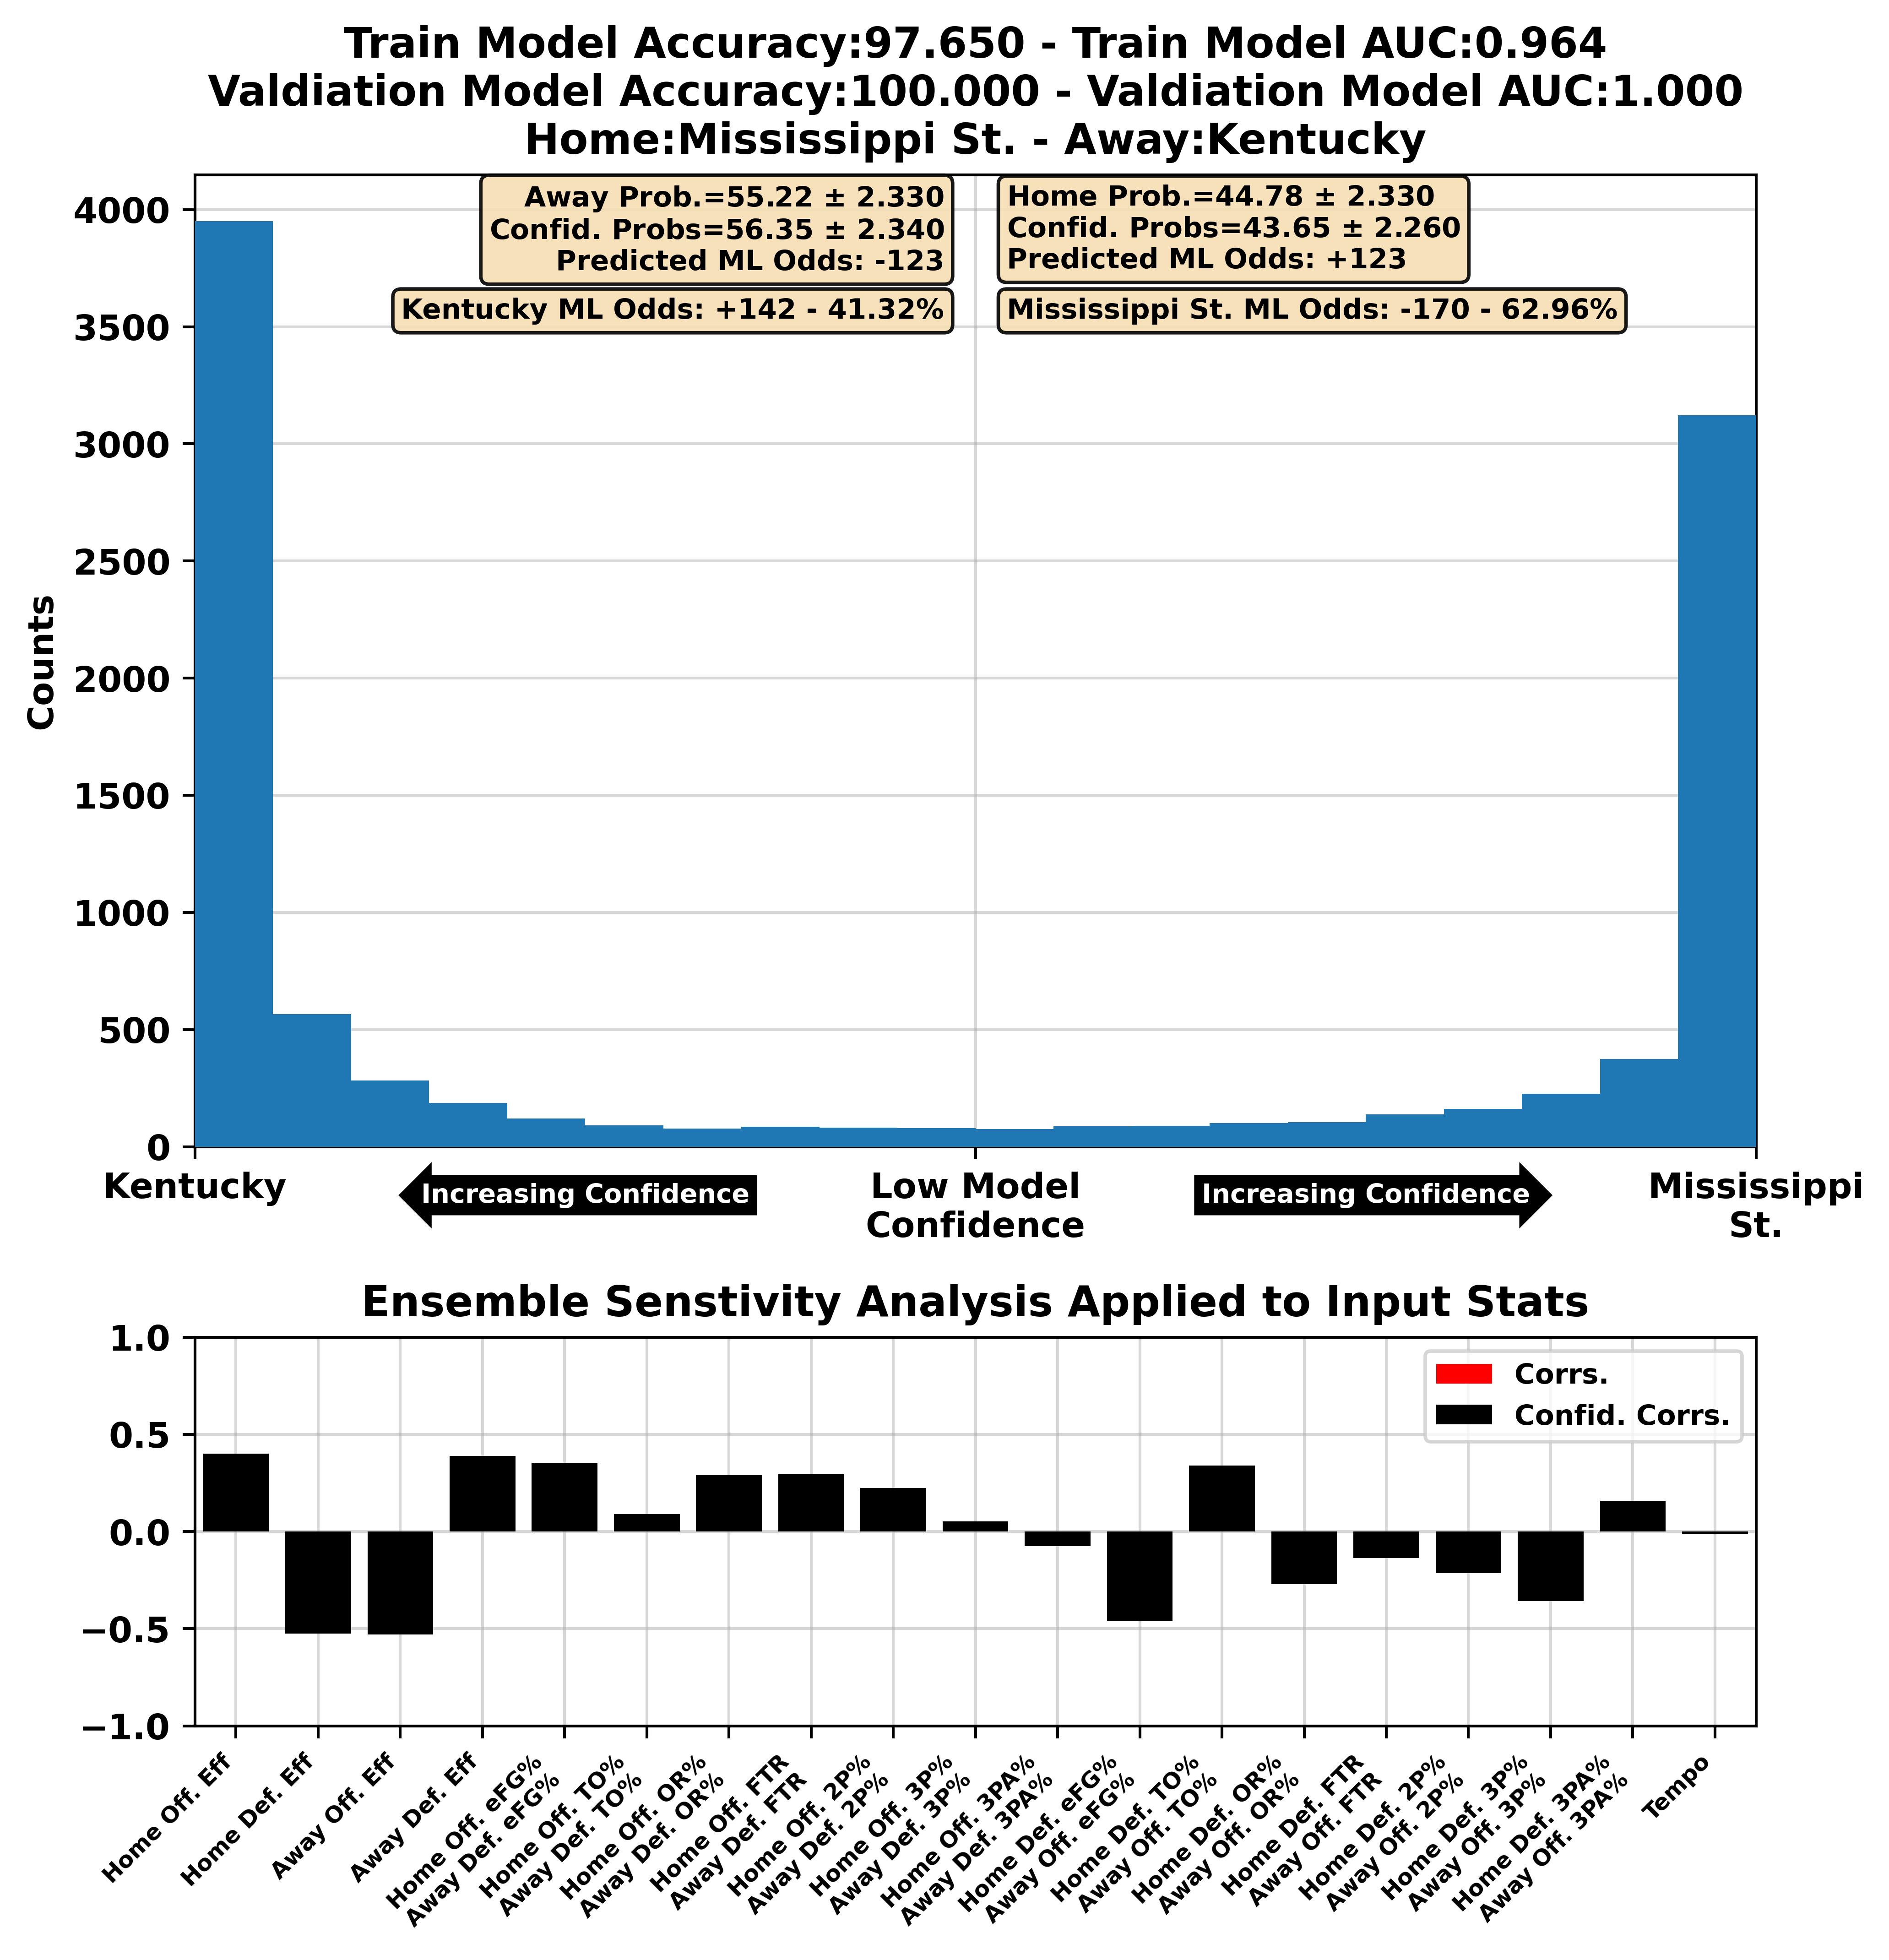 Train Model Accuracy:97.650 - Train Model AUC:0.964
Valdiation Model Accuracy:100.000 - Valdiation Model AUC:1.000
Home:Mississippi St. - Away:Kentucky
Away Prob.=55.22 ± 2.330
Confid. Probs=56.35 ± 2.340
Predicted ML Odds: -123
Kentucky ML Odds: +142 - 41.32%
Home Prob.=44.78 ± 2.330
Confid. Probs=43.65 ± 2.260
Predicted ML Odds: +123
Mississippi St. ML Odds: -170 - 62.96%
Counts
4000
3500
3000
2500
2000
1500
1000
500
0
Kentucky
Increasing Confidence
Low Model
Confidence
Increasing Confidence
Mississippi
St.
Ensemble Senstivity Analysis Applied to Input Stats
1.0
0.5
0.0
−0.5
−1.0
Corrs.
Confid. Corrs.
Home Off. Eff
Home Def. Eff
Away Off. Eff
Away Def. Eff
Home Off. eFG%
Away Def. eFG%
Home Off. TO%
Away Def. TO%
Home Off. OR%
Away Def. OR%
Home Off. FTR
Away Def. FTR
Home Off. 2P%
Away Def. 2P%
Home Off. 3P%
Away Def. 3P%
Home Off. 3PA%
Away Def. 3PA%
Home Def. eFG%
Away Off. eFG%
Home Def. TO%
Away Off. TO%
Home Def. OR%
Away Off. OR%
Home Def. FTR
Away Off. FTR
Home Def. 2P%
Away Off. 2P%
Home Def. 3P%
Away Off. 3P%
Home Def. 3PA%
Away Off. 3PA%
Tempo